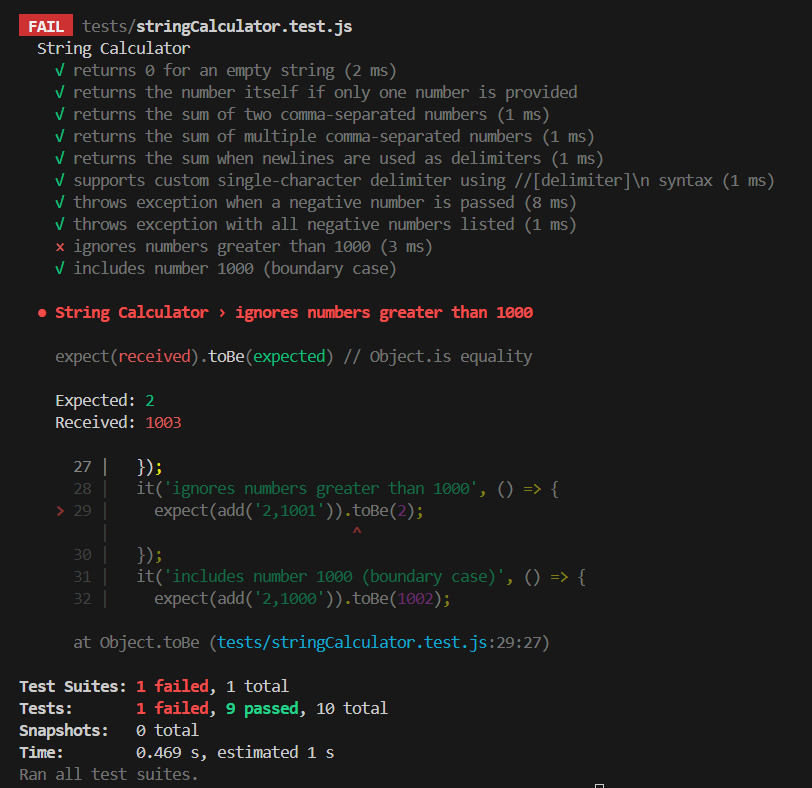 FAIL tests/stringCalculator.test.js
String Calculator
√ returns 0 for an empty string (2 ms)
√ returns the number itself if only one number is provided
√ returns the sum of two comma-separated numbers (1 ms)
√ returns the sum of multiple comma-separated numbers (1 ms)
√ returns the sum when newlines are used as delimiters (1 ms)
√ supports custom single-character delimiter using //[delimiter]\n syntax (1 ms)
√ throws exception when a negative number is passed (8 ms)
√ throws exception with all negative numbers listed (1 ms)
× ignores numbers greater than 1000 (3 ms)
√ includes number 1000 (boundary case)
● String Calculator › ignores numbers greater than 1000
expect(received).toBe(expected) // Object.is equality
Expected: 2
Received: 1003
27 | });
28 | it('ignores numbers greater than 1000', () => {
> 29 | expect(add('2,1001')).toBe(2);
| ^
30 | });
31 | it('includes number 1000 (boundary case)', () => {
32 | expect(add('2,1000')).toBe(1002);
at Object.toBe (tests/stringCalculator.test.js:29:27)
Test Suites: 1 failed, 1 total
Tests: 1 failed, 9 passed, 10 total
Snapshots: 0 total
Time: 0.469 s, estimated 1 s
Ran all test suites.